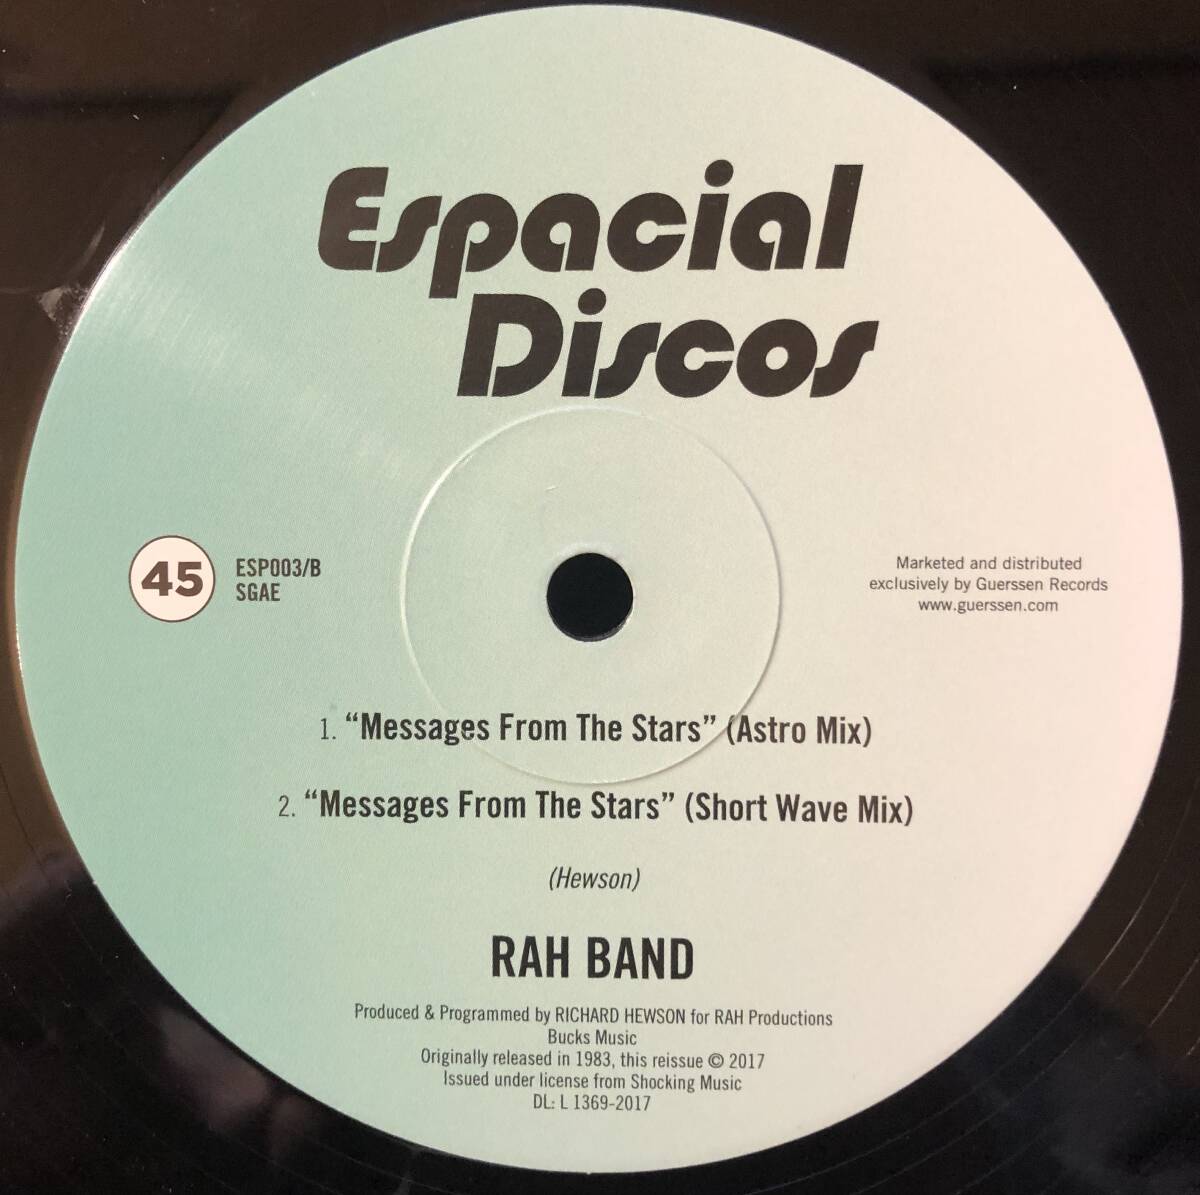 Espacial
Discos
45
ESP003/B
SGAE
Marketed and distributed
exclusively by Guerssen Records
www.guerssen.com
1. “Messages From The Stars” (Astro Mix)
2. “Messages From The Stars” (Short Wave Mix)
(Hewson)
RAH BAND
Produced & Programmed by RICHARD HEWSON for RAH Productions
Bucks Music
Originally released in 1983, this reissue © 2017
Issued under license from Shocking Music
DL: L 1369-2017